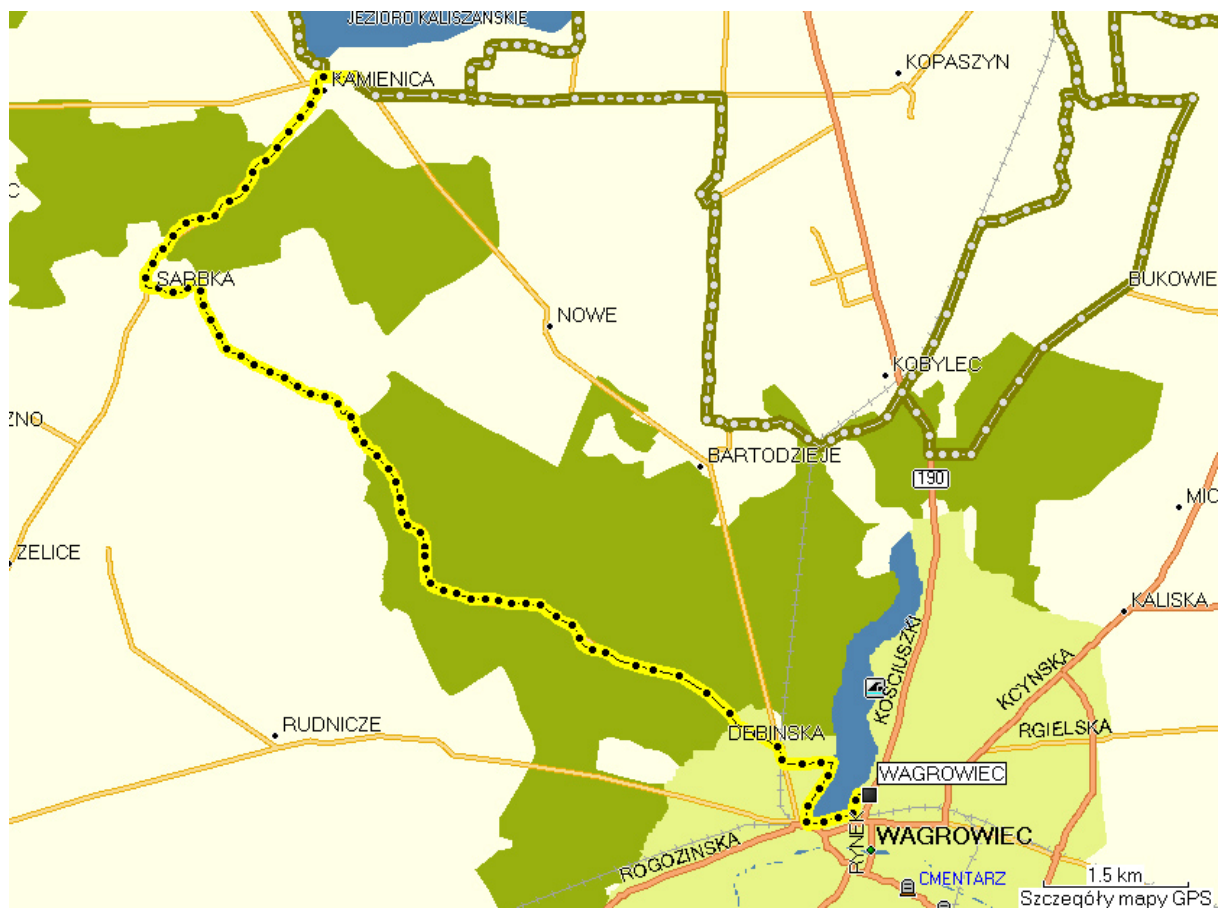 JEZIORO KALISZANSKIE
KOPASZYN
KAMIENICA
C
SARBKA
BUKOWIE
NOWE
KOBYLEC
ZNO
BARTODZIEJE
190
MIC
ZELICE
KALISKA
KOSCIUSZKI
KCYNSKA
RUDNICZE
DEBINSKA
RGIELSKA
WAGROWIEC
RYNEK
WAGROWIEC
ROGOZINSKA
CMENTARZ
1.5 km
Szczegóły mapy GPS